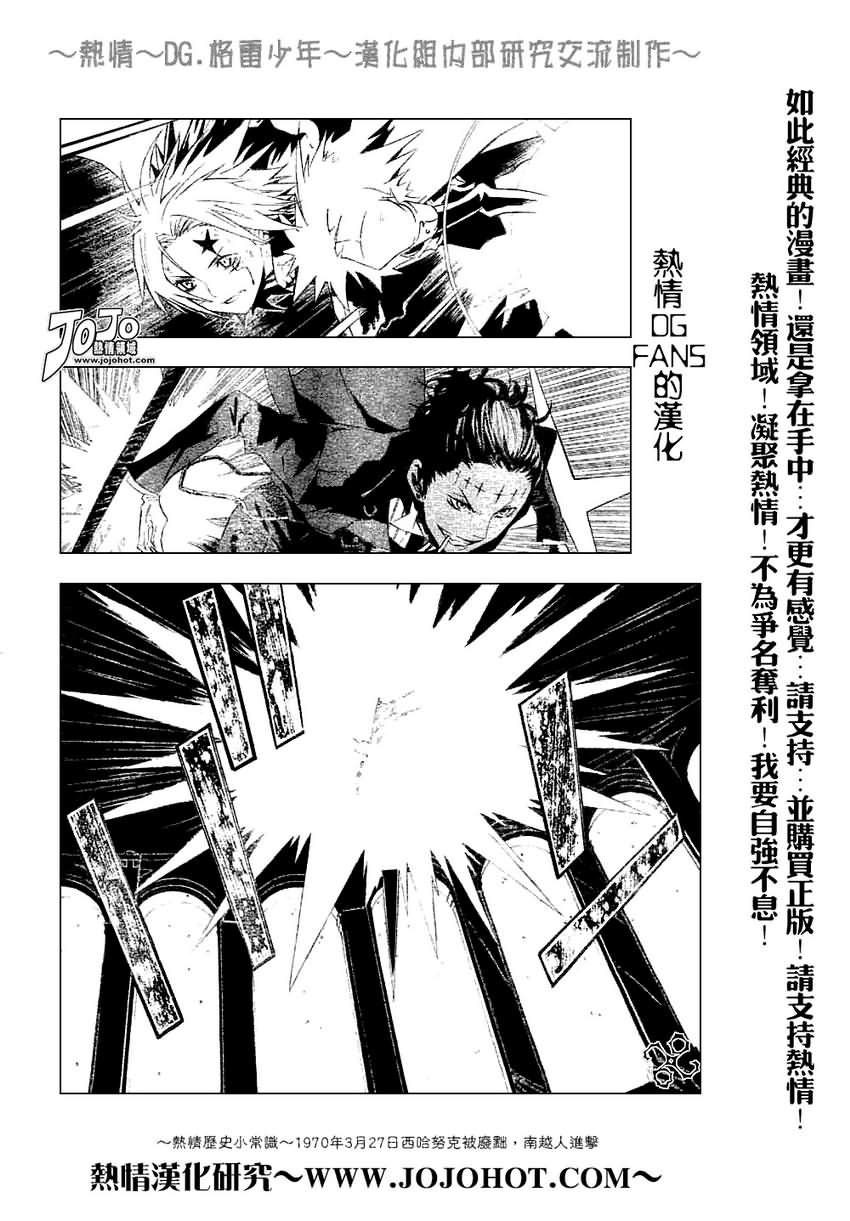 ～熱情～DG.格雷少年～漢化組内部研究交流制作～
如此經典的漫畫！還是拿在手中…才更有感覺…請支持…並購買正版！請支持熱情！
熱情領域！凝聚熱情！不為爭名奪利！我要自強不息！
熱情DG FANS的漢化
JOJO
熱情領域
www.jojohot.com
～熱情歷史小常識～1970年3月27日西哈努克被廢黜，南越人進擊
熱情漢化研究～WWW.JOJOHOT.COM～